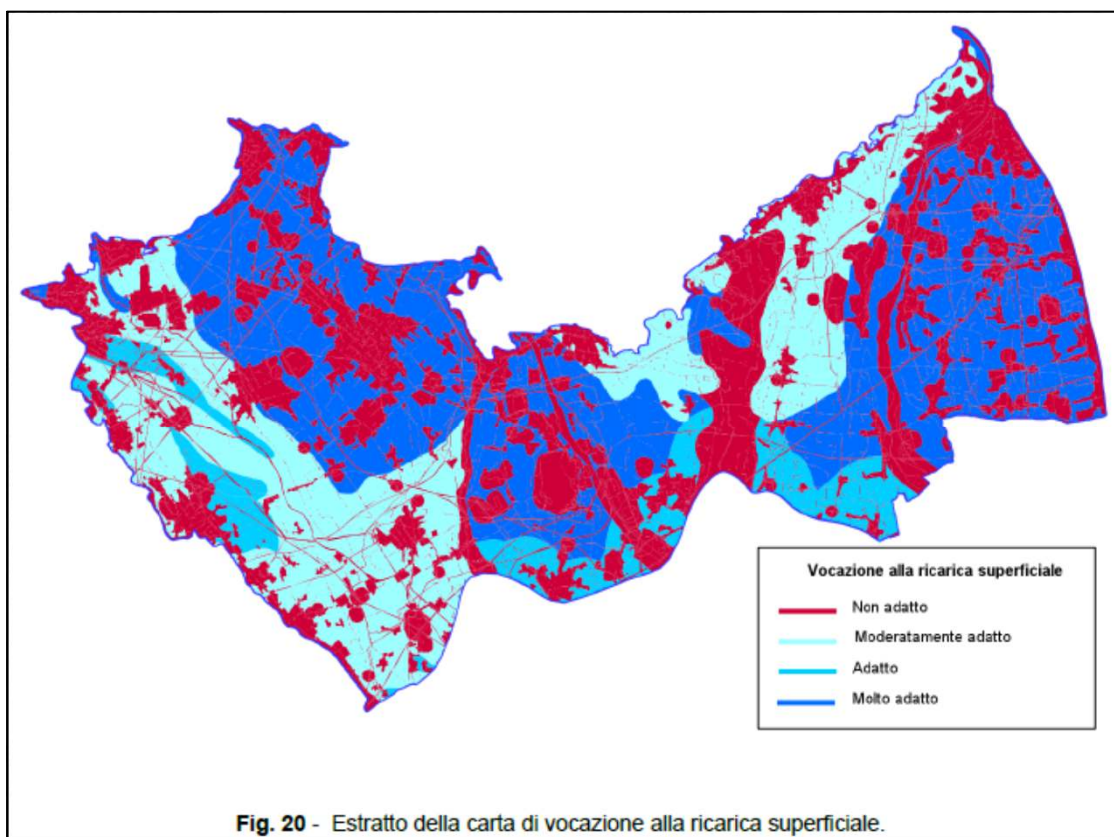 Vocazione alla ricarica superficiale
Non adatto
Moderatamente adatto
Adatto
Molto adatto
Fig. 20 - Estratto della carta di vocazione alla ricarica superficiale.